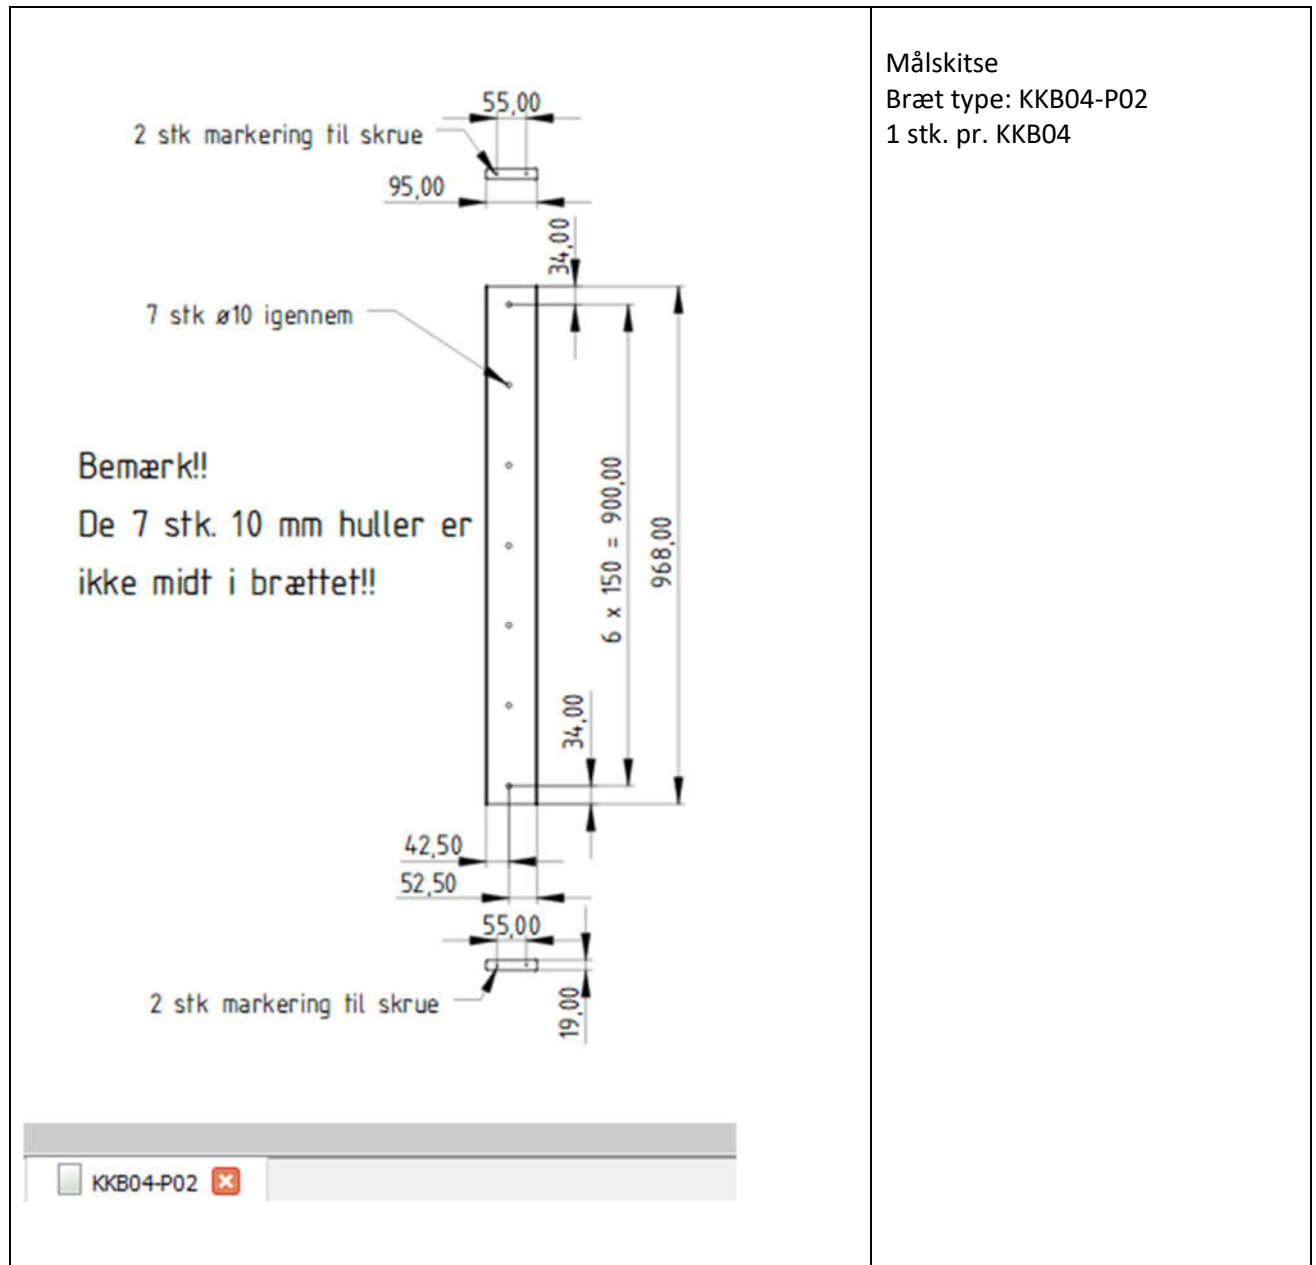 55,00
2 stk markering til skrue
95,00
34,00
7 stk ø10 igennem
Bemærk!!
De 7 stk. 10 mm huller er
ikke midt i brættet!!
6 x 150 = 900,00
968,00
34,00
42,50
52,50
55,00
2 stk markering til skrue
19,00
KKB04-P02
Målskitse
Bræt type: KKB04-P02
1 stk. pr. KKB04